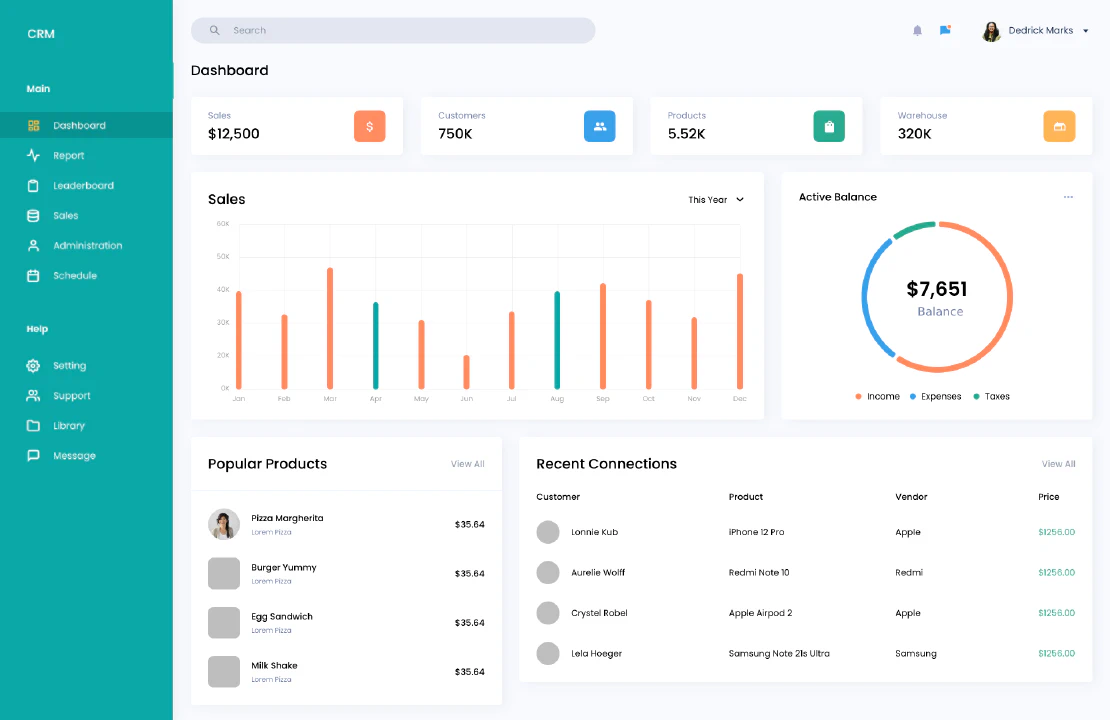 CRM
Main
Dashboard
Report
Leaderboard
Sales
Administration
Schedule
Help
Setting
Support
Library
Message
Search
Dedrick Marks
Dashboard
Sales
$12,500
Customers
750K
Products
5.52K
Warehouse
320K
$
Sales
This Year
60K
50K
40K
30K
20K
0K
Jan Feb Mar Apr May Jun Jul Aug Sep Oct Nov Dec
Active Balance
$7,651
Balance
Income Expenses Taxes
Popular Products
View All
Pizza Margherita
Lorem Pizza
$35.64
Burger Yummy
Lorem Pizza
$35.64
Egg Sandwich
Lorem Pizza
$35.64
Milk Shake
Lorem Pizza
$35.64
Recent Connections
View All
Customer Product Vendor Price
Lonnie Kub iPhone 12 Pro Apple $1256.00
Aurelie Wolff Redmi Note 10 Redmi $1256.00
Crystel Robel Apple Airpod 2 Apple $1256.00
Lela Hoeger Samsung Note 21s Ultra Samsung $1256.00